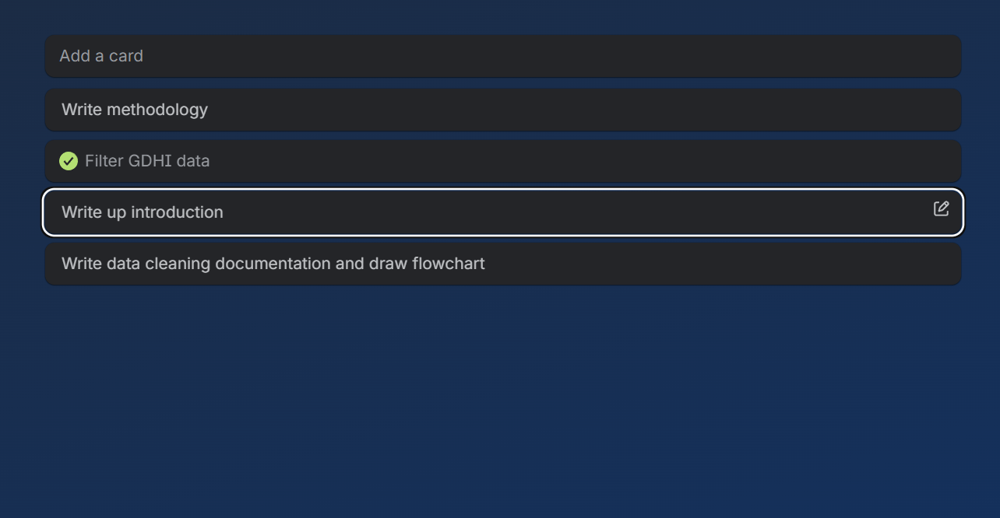 Add a card
Write methodology
Filter GDHI data
Write up introduction
Write data cleaning documentation and draw flowchart